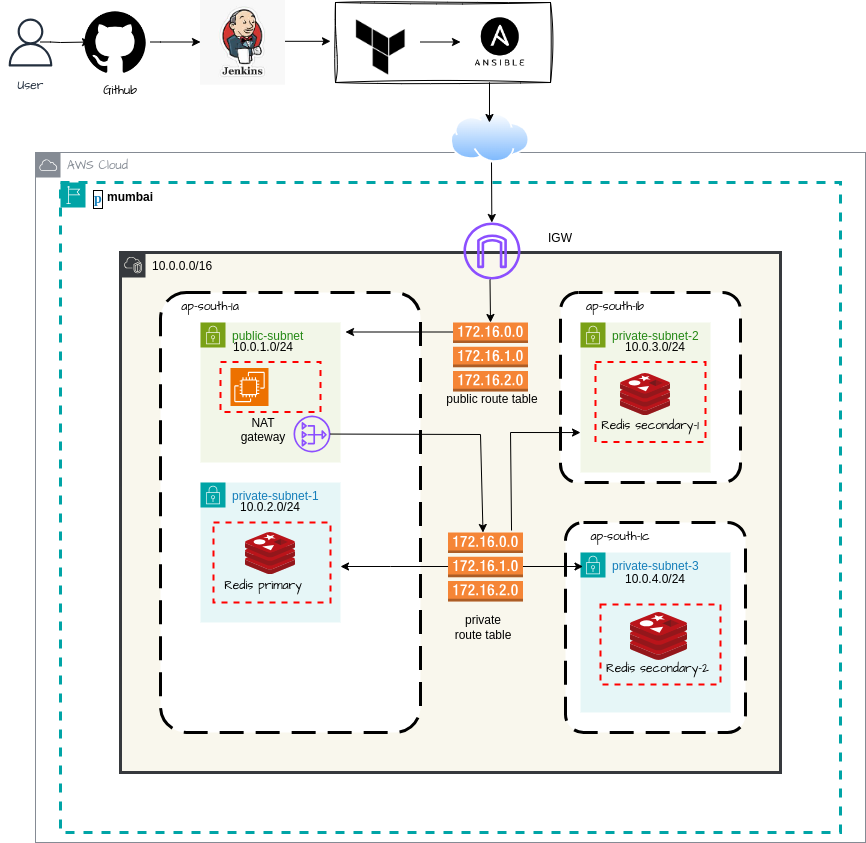 User
Github
Jenkins
ANSIBLE
AWS Cloud
p mumbai
IGW
10.0.0.0/16
ap-south-1a
public-subnet
10.0.1.0/24
NAT
gateway
private-subnet-1
10.0.2.0/24
Redis primary
172.16.0.0
172.16.1.0
172.16.2.0
public route table
172.16.0.0
172.16.1.0
172.16.2.0
private
route table
ap-south-1b
private-subnet-2
10.0.3.0/24
Redis secondary-1
ap-south-1c
private-subnet-3
10.0.4.0/24
Redis secondary-2